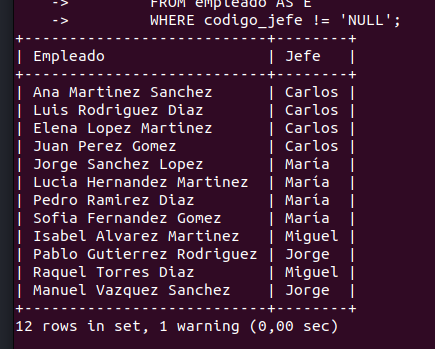 -> FROM empleado AS E
-> WHERE codigo_jefe != 'NULL';
+---------------------------+--------+
| Empleado | Jefe |
+---------------------------+--------+
| Ana Martinez Sanchez | Carlos |
| Luis Rodriguez Diaz | Carlos |
| Elena Lopez Martinez | Carlos |
| Juan Perez Gomez | Carlos |
| Jorge Sanchez Lopez | María |
| Lucia Hernandez Martinez | María |
| Pedro Ramirez Diaz | María |
| Sofia Fernandez Gomez | María |
| Isabel Alvarez Martinez | Miguel |
| Pablo Gutierrez Rodriguez | Jorge |
| Raquel Torres Diaz | Miguel |
| Manuel Vazquez Sanchez | Jorge |
+---------------------------+--------+
12 rows in set, 1 warning (0,00 sec)